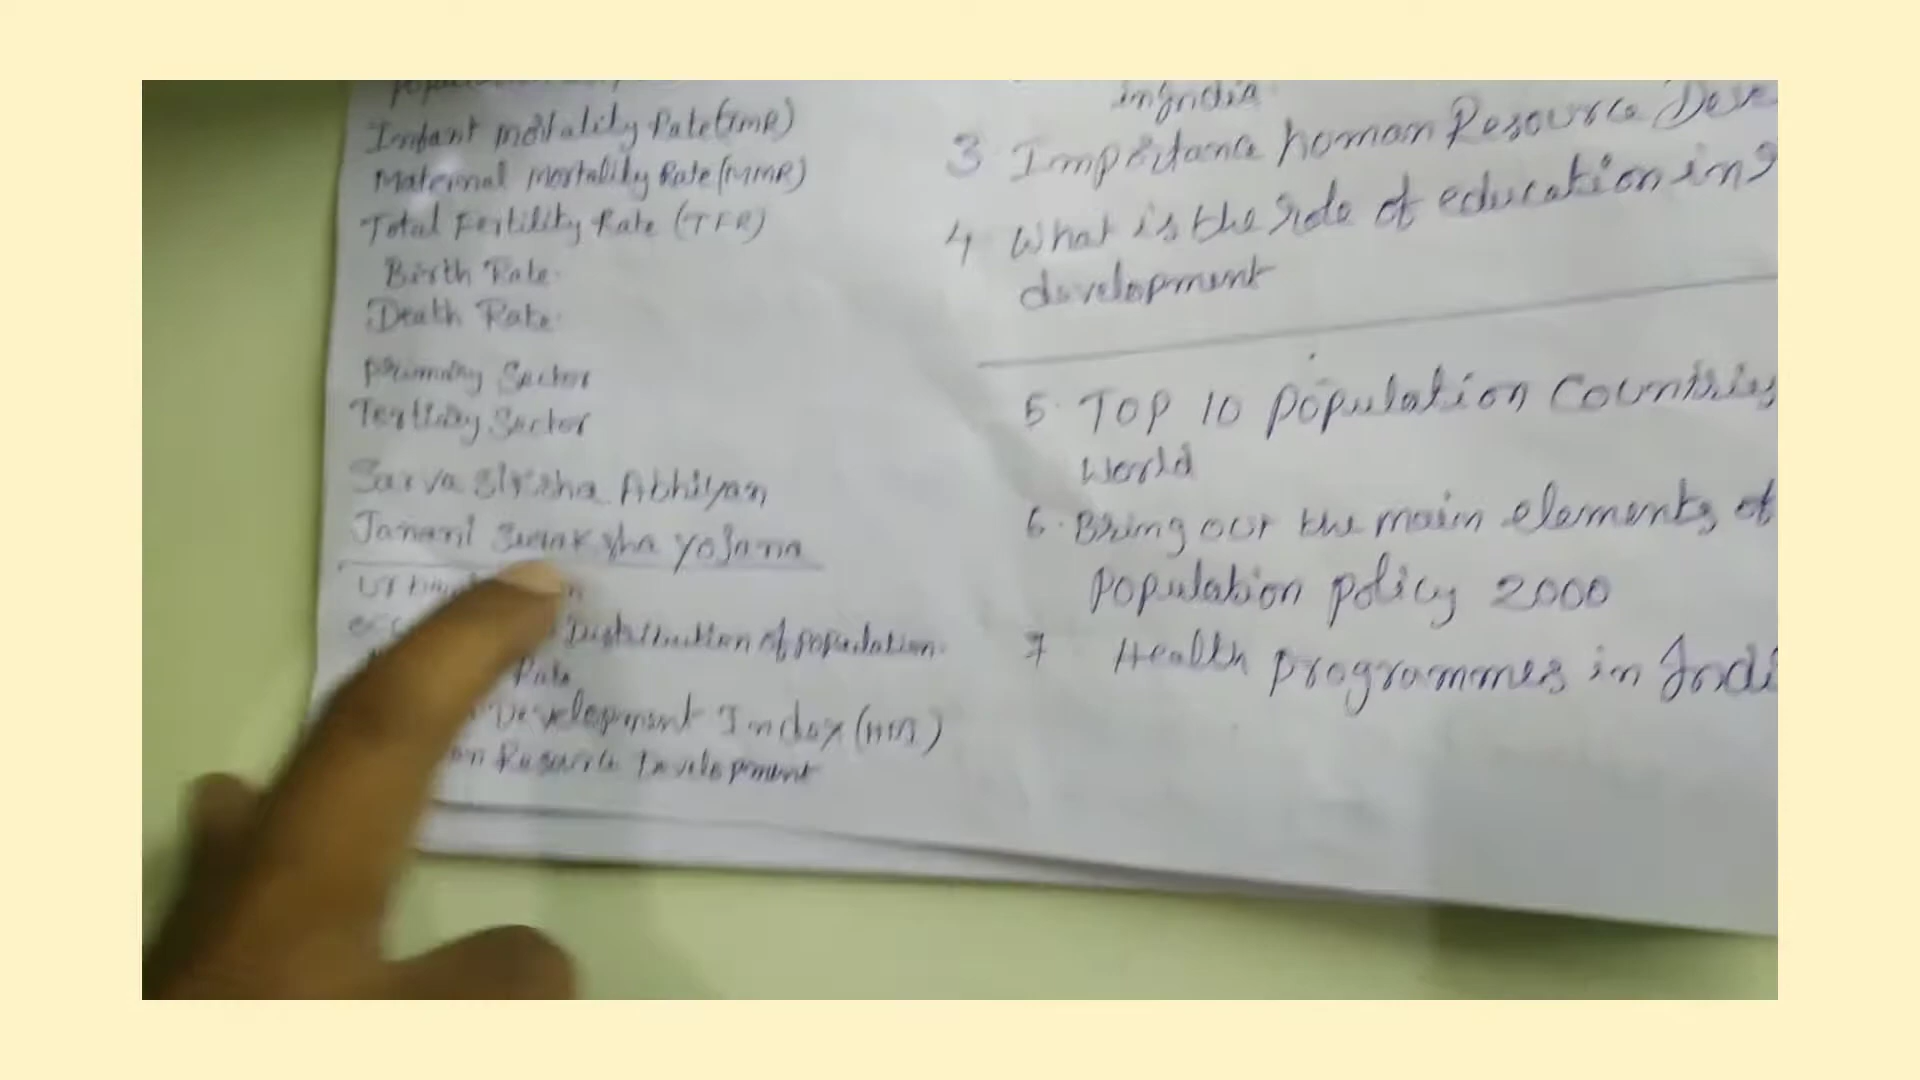 Infant mortality Rate (IMR)
Maternal mortality Rate (MMR)
Total Fertility Rate (TFR)
Birth Rate
Death Rate
primary Sector
Tertiary Sector
Sarva Abhiyan
Janani Yojana
Distribution of population
Rate
Development Index
Resource Development
in India
3 Importance human Resource
4 What is the role of education in
development
5. Top 10 population Countries
World
6. Bring out the main elements of
population policy 2000
7 Health programmes in